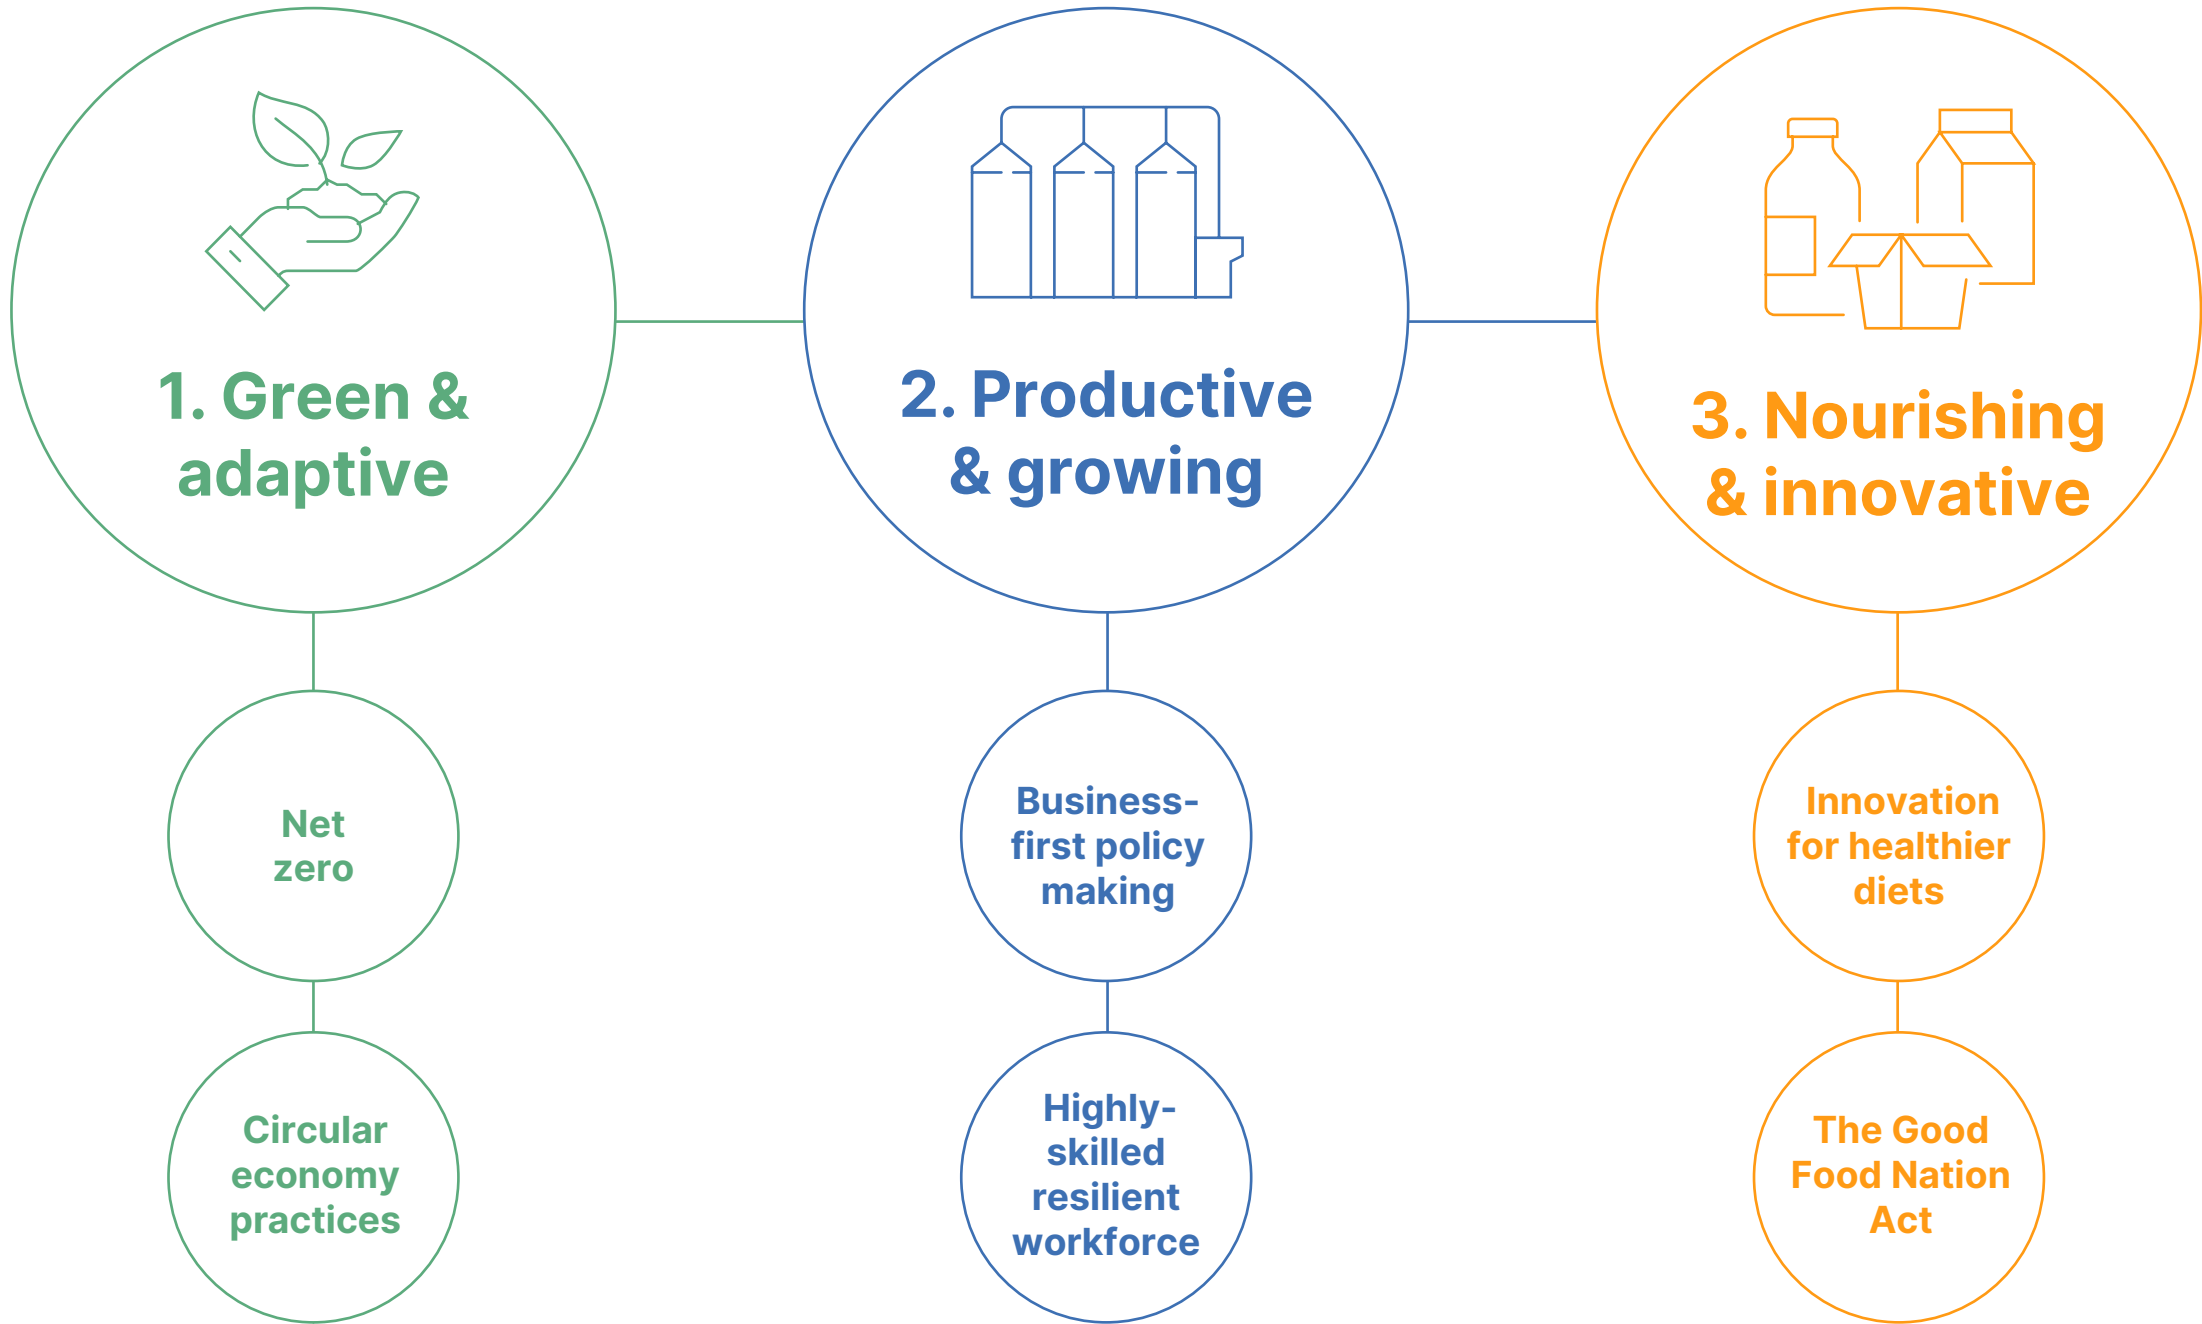 1. Green &
adaptive
2. Productive
& growing
3. Nourishing
& innovative
Net
zero
Business-
first policy
making
Innovation
for healthier
diets
Circular
economy
practices
Highly-
skilled
resilient
workforce
The Good
Food Nation
Act